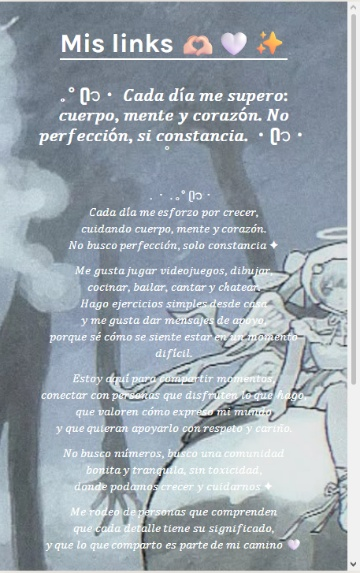 Mis links 🫶🏼 🤍 ✨
｡˚ ᥫ᭡ ･ Cada día me supero:
cuerpo, mente y corazón. No
perfección, si constancia. ･ᥫ᭡･
˚
. ･ .｡˚ ᥫ᭡ ･
Cada día me esforzo por crecer,
cuidando cuerpo, mente y corazón.
No busco perfección, solo constancia ✦
Me gusta jugar videojuegos, dibujar,
cocinar, bailar, cantar y chatear.
Hago ejercicios simples desde casa
y me gusta dar mensajes de apoyo,
porque sé cómo se siente estar en un momento
difícil.
Estoy aquí para compartir momentos,
conectar con personas que disfruten lo que hago,
que valoren cómo expreso mi mundo
y que quieran apoyarlo con respeto y cariño.
No busco números, busco una comunidad
bonita y tranquila, sin toxicidad,
donde podamos crecer y cuidarnos ✦
Me rodeo de personas que comprenden
que cada detalle tiene su significado,
y que lo que comparto es parte de mi camino 🤍